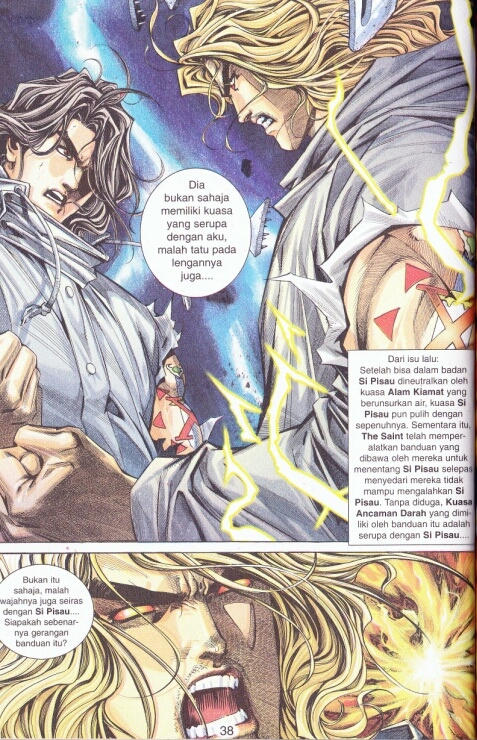 Dia
bukan sahaja
memiliki kuasa
yang serupa
dengan aku,
malah tatu pada
lengannya
juga....
Dari isu lalu:
Setelah bisa dalam badan
Si Pisau dineutralkan oleh
kuasa Alam Kiamat yang
berunsurkan air, kuasa Si
Pisau pun pulih dengan
sepenuhnya. Sementara itu,
The Saint telah memper-
alatkan banduan yang
dibawa oleh mereka untuk
menentang Si Pisau selepas
menyedari mereka tidak
mampu mengalahkan Si
Pisau. Tanpa diduga, Kuasa
Ancaman Darah yang dimi-
liki oleh banduan itu adalah
serupa dengan Si Pisau....
Bukan itu
sahaja, malah
wajahnya juga seiras
dengan Si Pisau....
Siapakah sebenar-
nya gerangan
banduan itu?
38